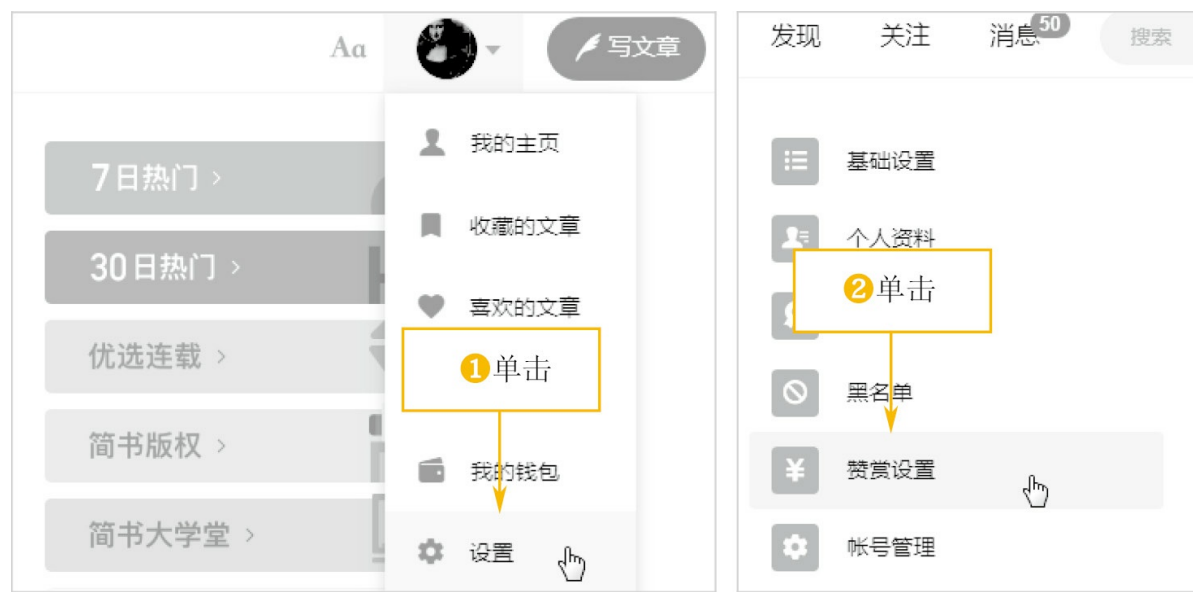 Aa
写文章
7日热门 >
30日热门 >
优选连载 >
简书版权 >
简书大学堂 >
我的主页
收藏的文章
喜欢的文章
❶单击
我的钱包
设置
发现 关注 消息 50 搜索
基础设置
个人资料
❷单击
黑名单
赞赏设置
帐号管理